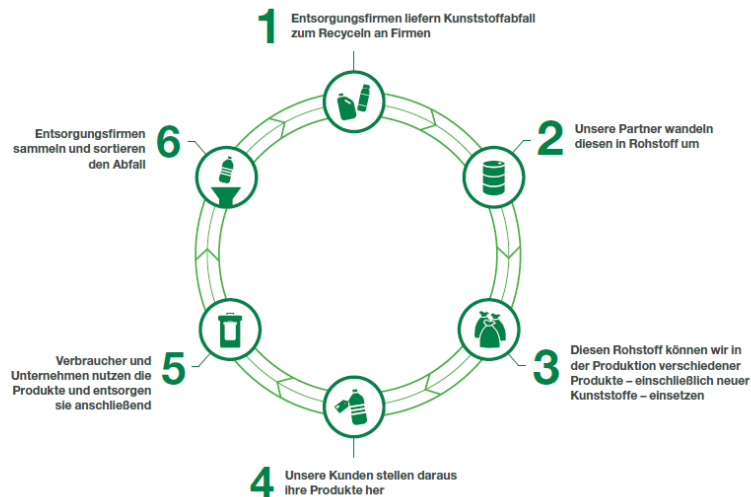 1
Entsorgungsfirmen liefern Kunststoffabfall
zum Recyceln an Firmen
2
Unsere Partner wandeln
diesen in Rohstoff um
3
Diesen Rohstoff können wir in
der Produktion verschiedener
Produkte – einschließlich neuer
Kunststoffe – einsetzen
4
Unsere Kunden stellen daraus
ihre Produkte her
5
Verbraucher und
Unternehmen nutzen die
Produkte und entsorgen
sie anschließend
6
Entsorgungsfirmen
sammeln und sortieren
den Abfall